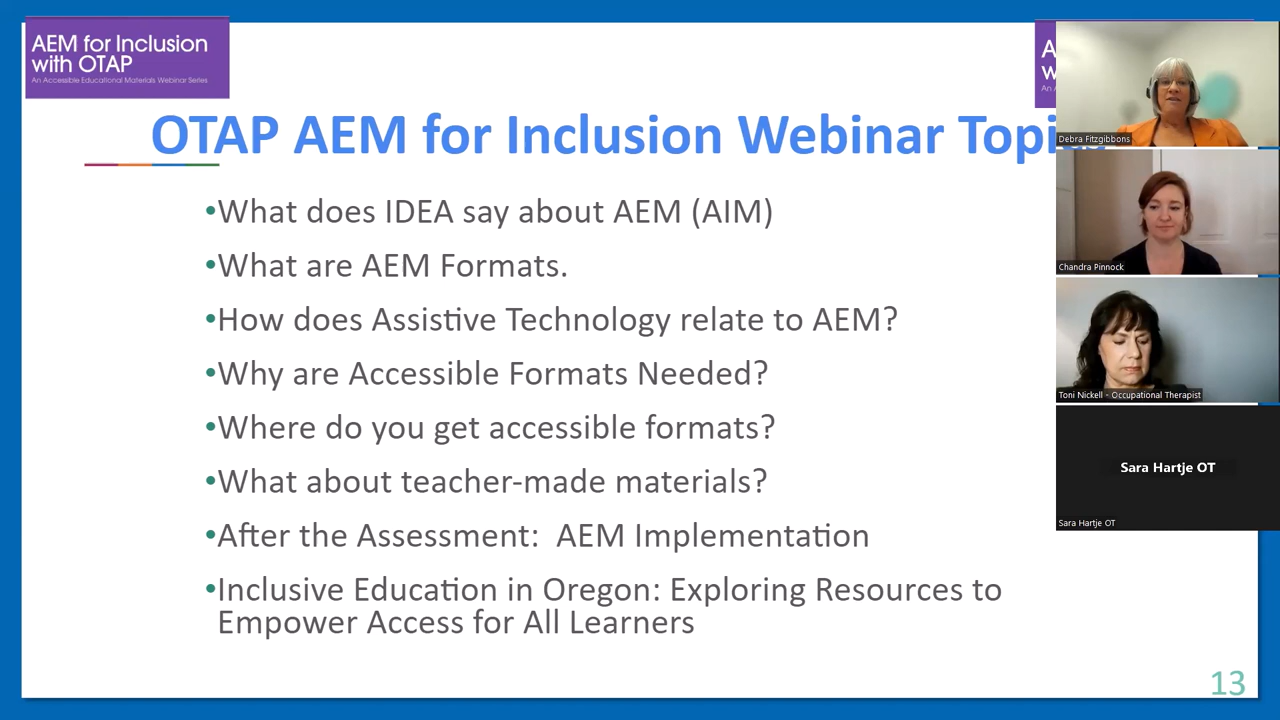 AEM for Inclusion
with OTAP
An Accessible Educational Materials Webinar Series
OTAP AEM for Inclusion Webinar
•What does IDEA say about AEM (AIM)
•What are AEM Formats.
•How does Assistive Technology relate to AEM?
•Why are Accessible Formats Needed?
•Where do you get accessible formats?
•What about teacher-made materials?
•After the Assessment:  AEM Implementation
•Inclusive Education in Oregon: Exploring Resources to
Empower Access for All Learners
13
Debra Fitzgibbons
Chandra Pinnock
Toni Nickell - Occupational Therapist
Sara Hartje OT
Sara Hartje OT